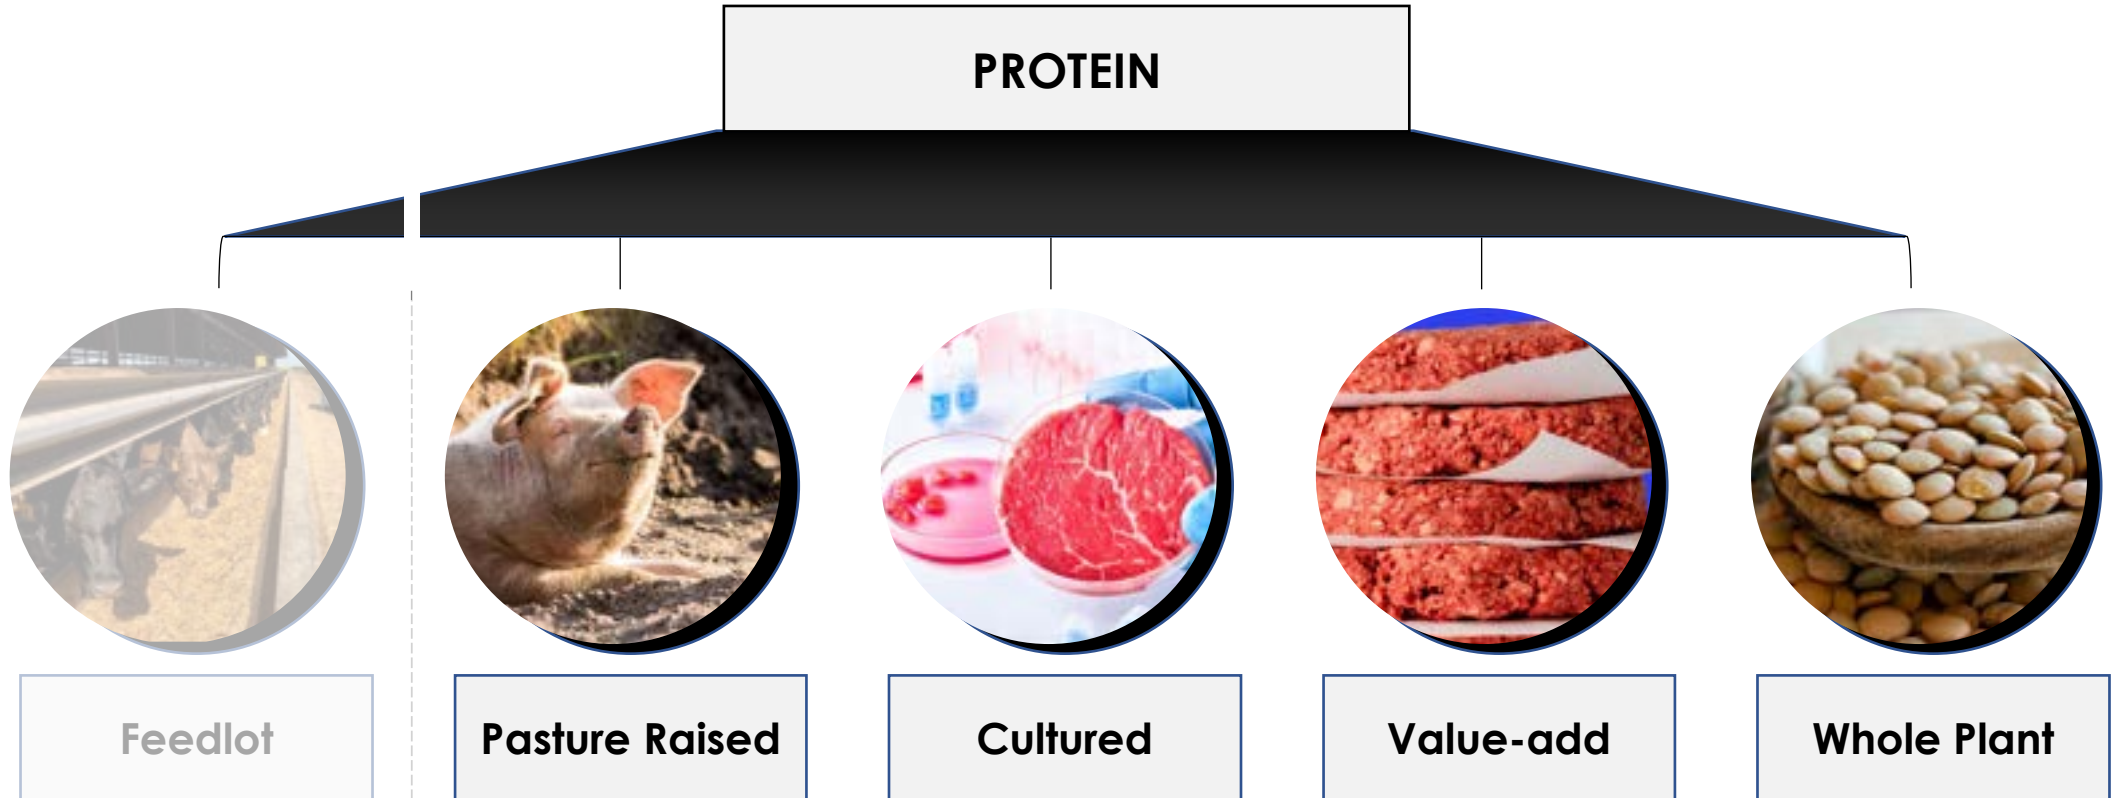 PROTEIN
Feedlot
Pasture Raised
Cultured
Value-add
Whole Plant